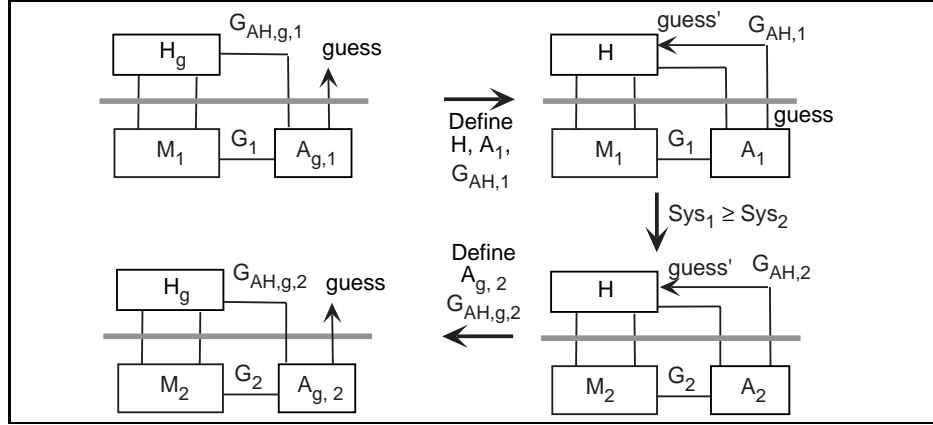 G_AH,g,1
guess
H_g
M_1
G_1
A_g,1
Define
H, A_1,
G_AH,1
guess'
G_AH,1
H
guess
M_1
G_1
A_1
Sys_1 ≥ Sys_2
G_AH,g,2
guess
H_g
M_2
G_2
A_g, 2
Define
A_g, 2
G_AH,g,2
guess'
G_AH,2
H
M_2
G_2
A_2